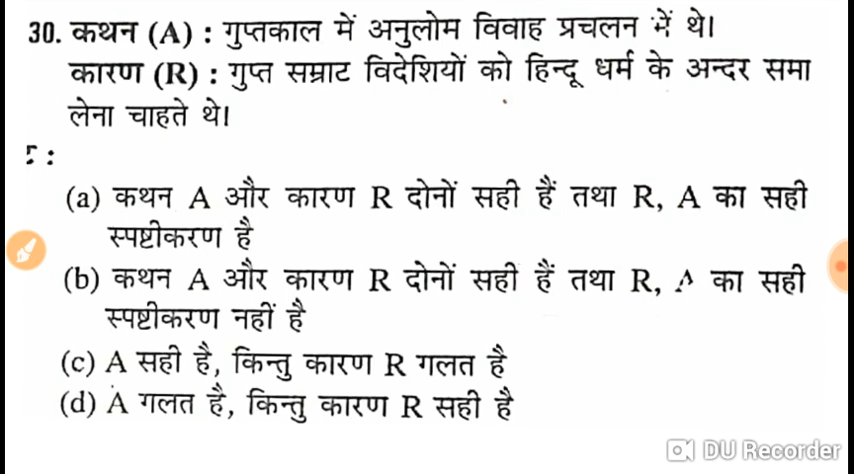 30. कथन (A) : गुप्तकाल में अनुलोम विवाह प्रचलन में थे।
कारण (R) : गुप्त सम्राट विदेशियों को हिन्दू धर्म के अन्दर समा
लेना चाहते थे।
:
(a) कथन A और कारण R दोनों सही हैं तथा R, A का सही
स्पष्टीकरण है
(b) कथन A और कारण R दोनों सही हैं तथा R, A का सही
स्पष्टीकरण नहीं है
(c) A सही है, किन्तु कारण R गलत है
(d) A गलत है, किन्तु कारण R सही है
DU Recorder